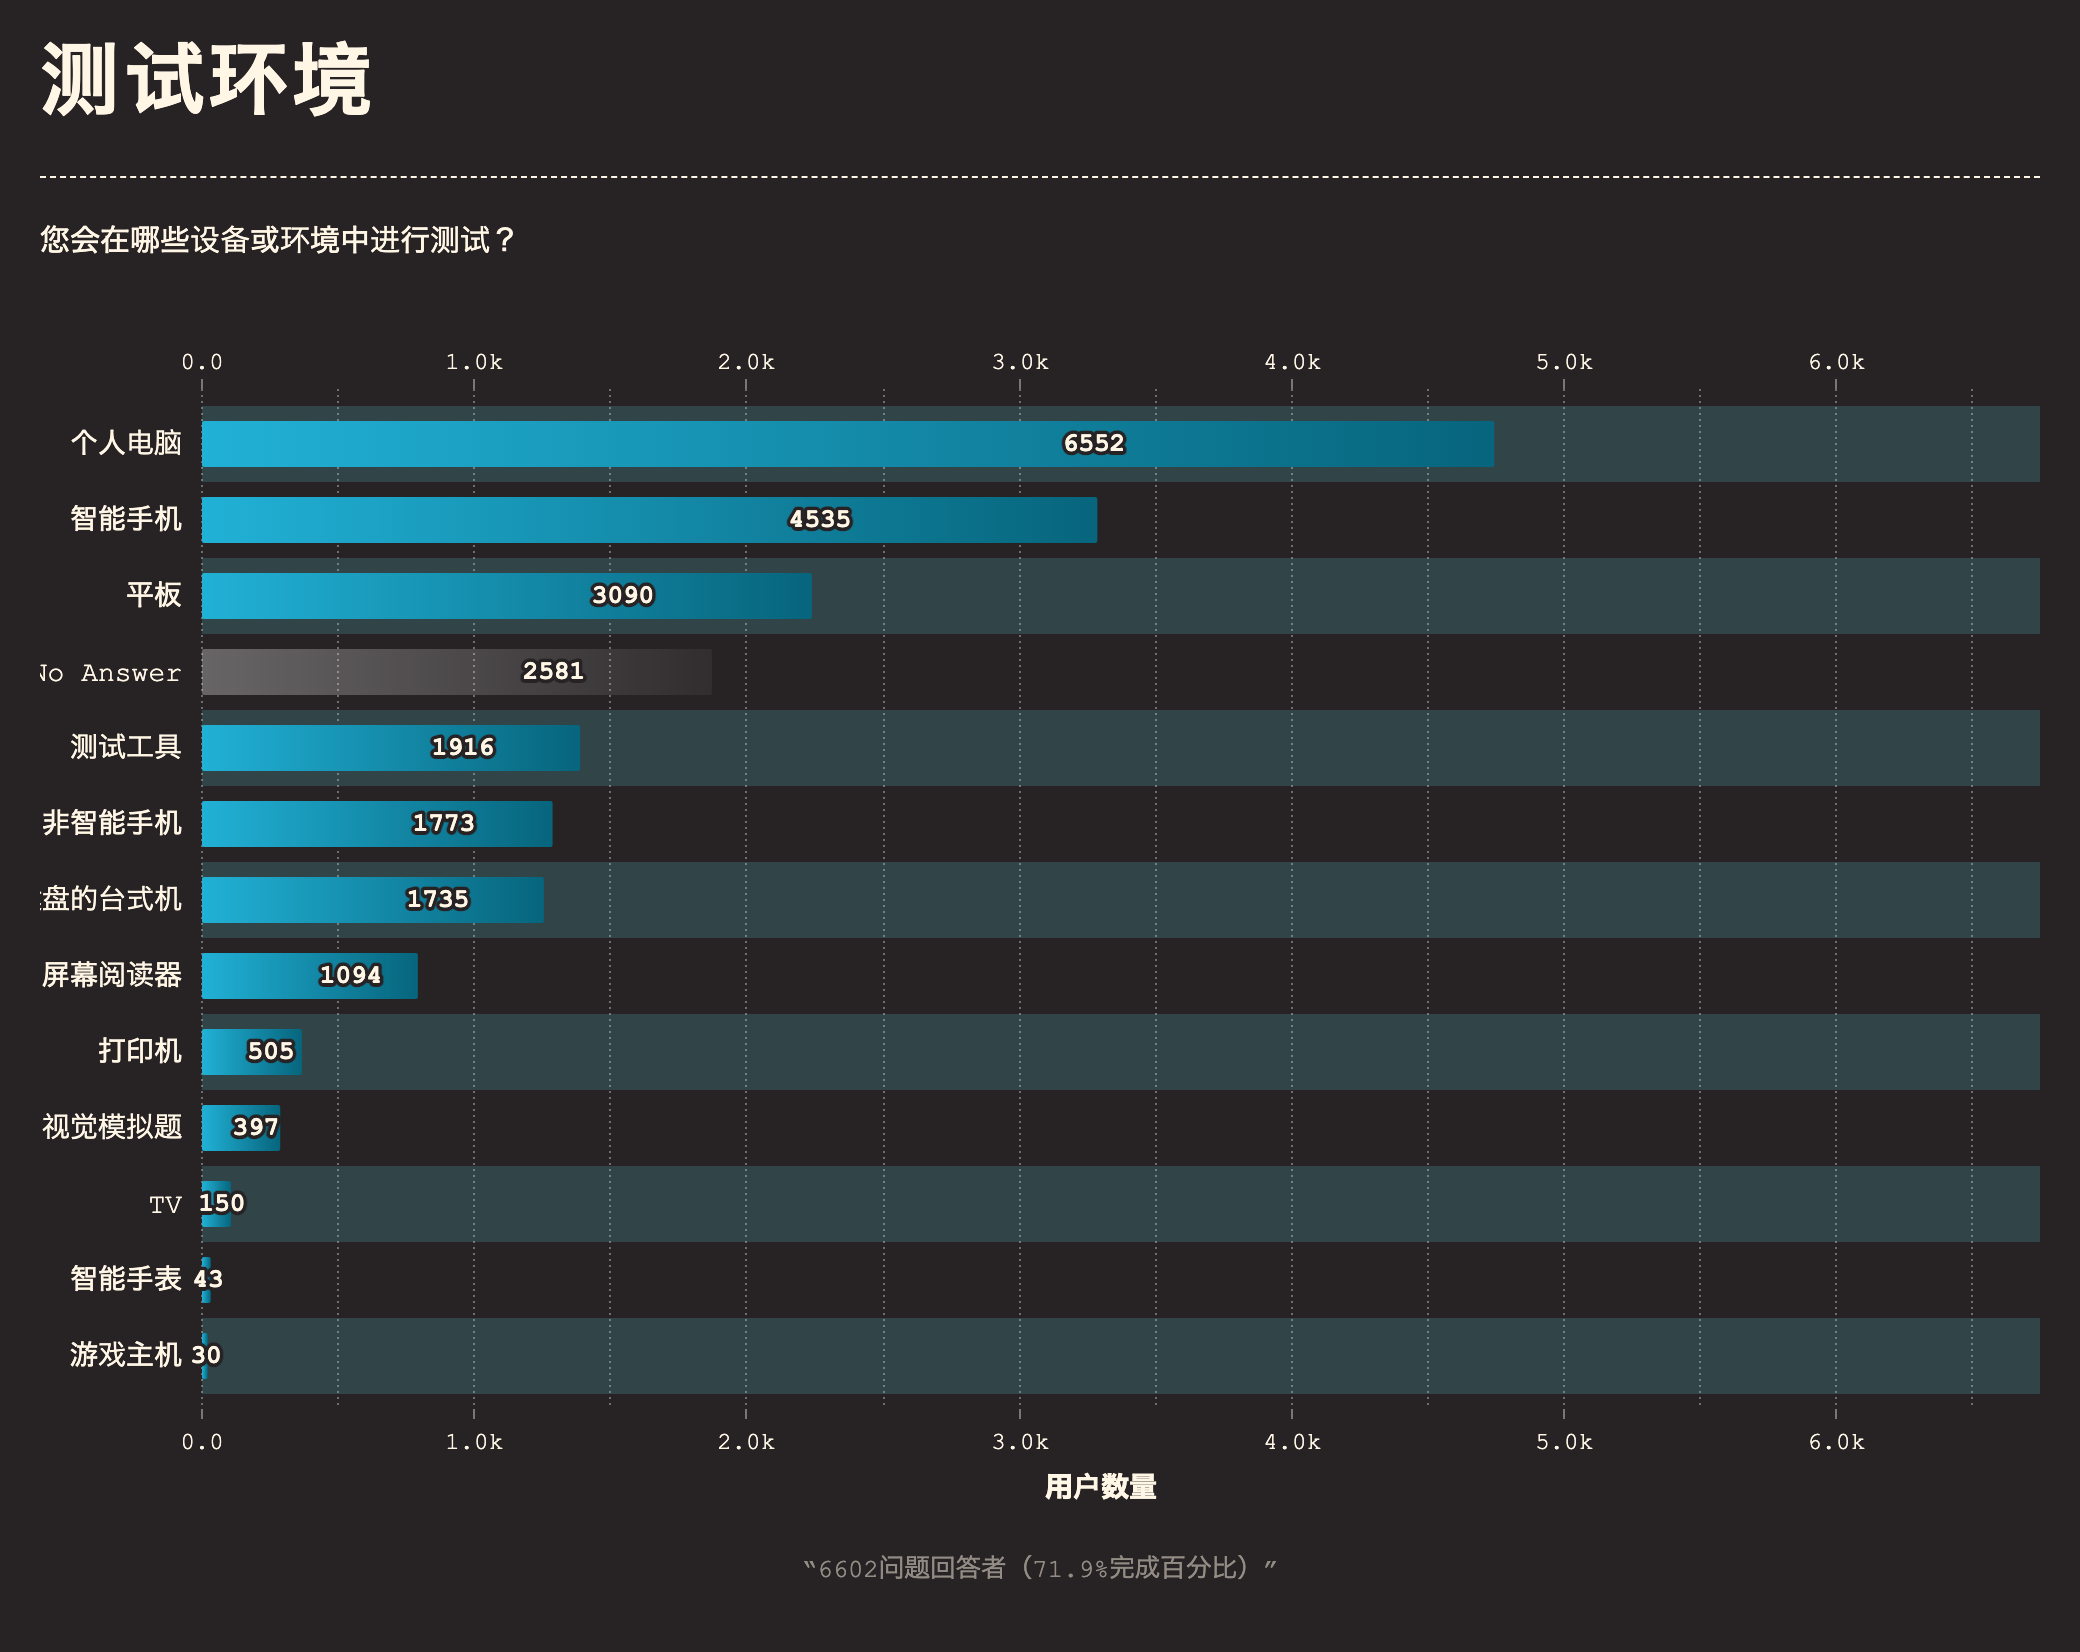 测试环境
您会在哪些设备或环境中进行测试？
0.0 1.0k 2.0k 3.0k 4.0k 5.0k 6.0k
个人电脑 6552
智能手机 4535
平板 3090
No Answer 2581
测试工具 1916
非智能手机 1773
盘的台式机 1735
屏幕阅读器 1094
打印机 505
视觉模拟题 397
TV 150
智能手表 43
游戏主机 30
0.0 1.0k 2.0k 3.0k 4.0k 5.0k 6.0k
用户数量
“6602问题回答者（71.9%完成百分比）”